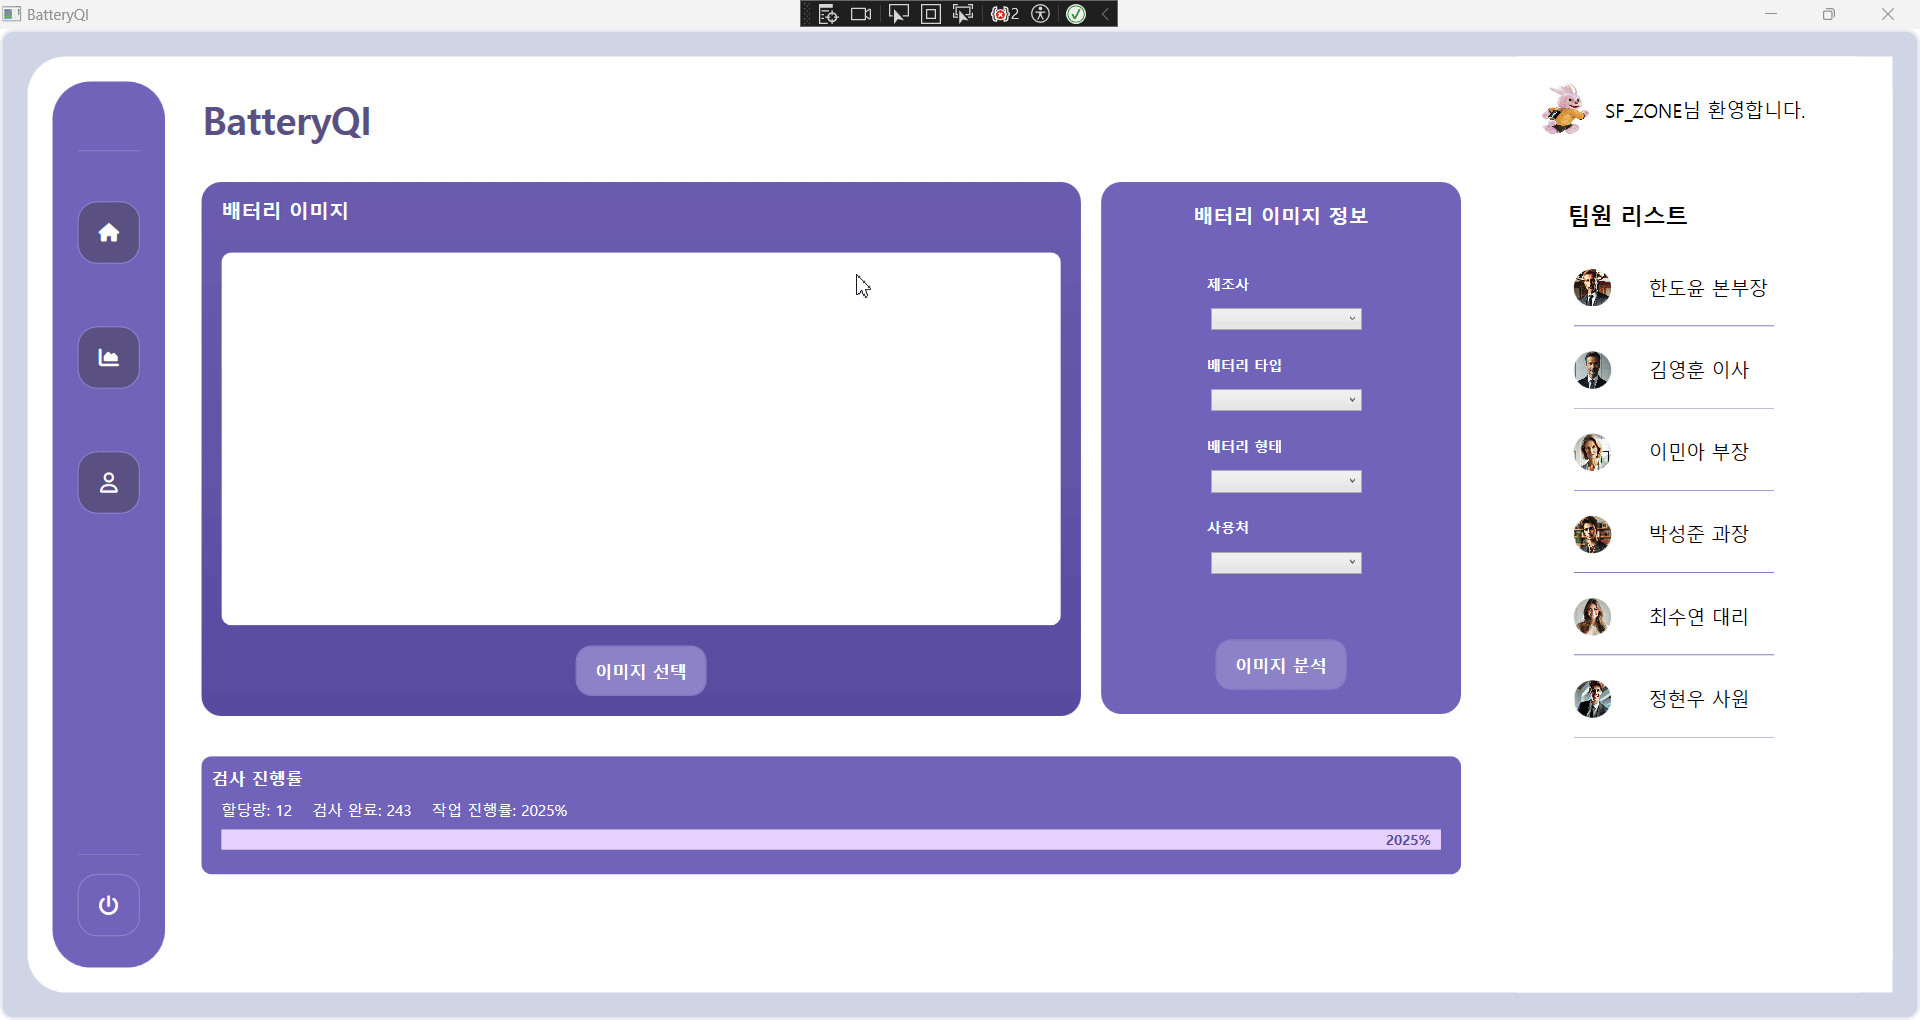 BatteryQI
2
BatteryQI
SF_ZONE님 환영합니다.
배터리 이미지
이미지 선택
배터리 이미지 정보
제조사
배터리 타입
배터리 형태
사용처
이미지 분석
팀원 리스트
한도윤 본부장
김영훈 이사
이민아 부장
박성준 과장
최수연 대리
정현우 사원
검사 진행률
할당량: 12 검사 완료: 243 작업 진행률: 2025%
2025%